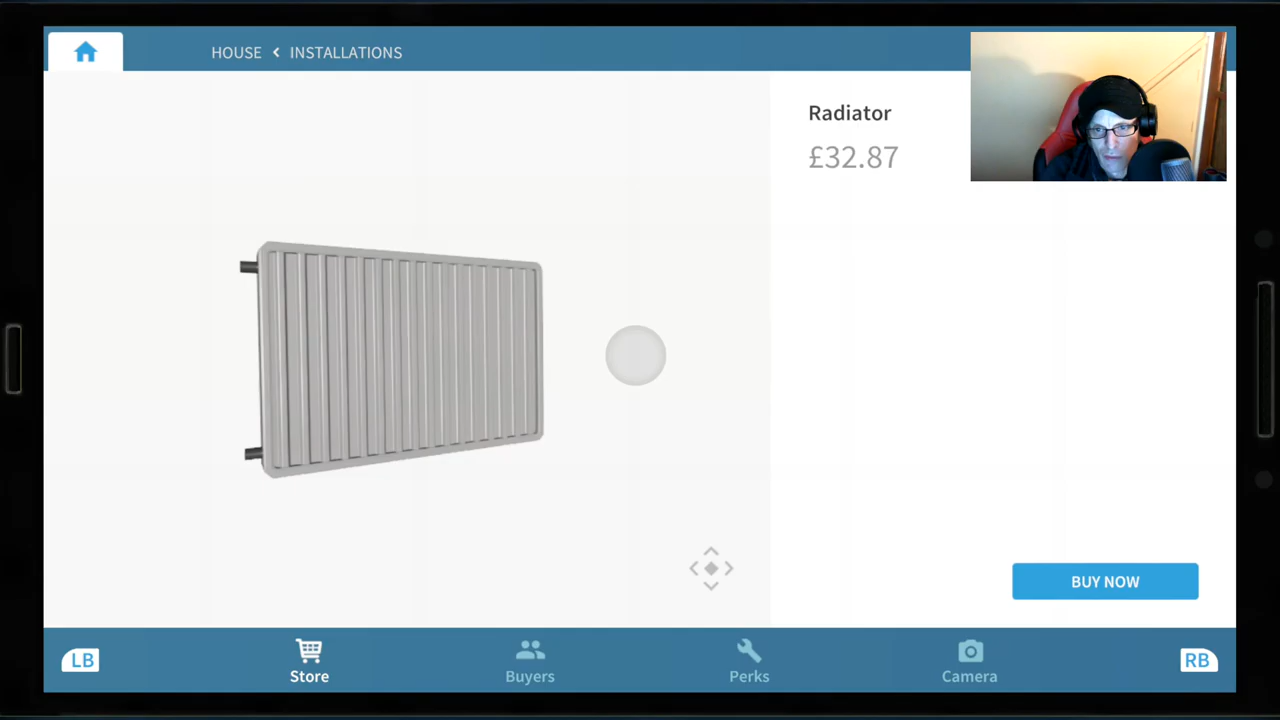 HOUSE < INSTALLATIONS
Radiator
£32.87
BUY NOW
LB
Store
Buyers
Perks
Camera
RB